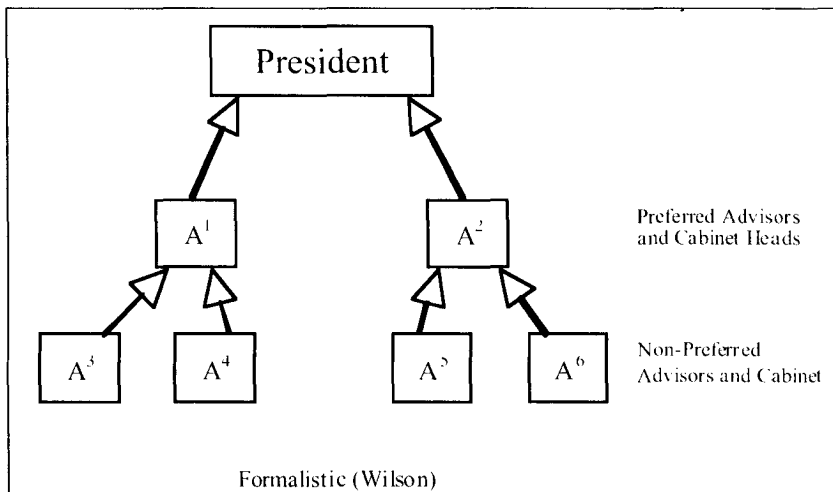 President
A¹ A² Preferred Advisors
and Cabinet Heads
A³ A⁴ A⁵ A⁶ Non-Preferred
Advisors and Cabinet
Formalistic (Wilson)